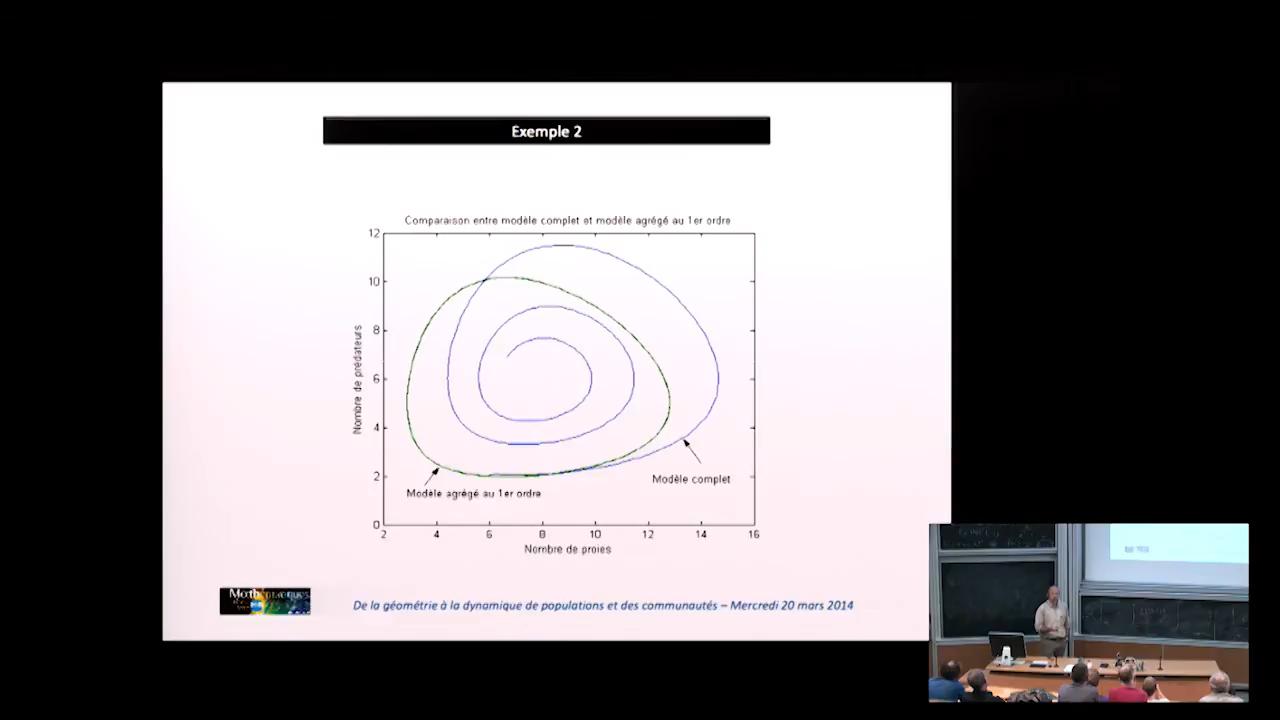 Exemple 2
Comparaison entre modèle complet et modèle agrégé au 1er ordre
12
10
8
6
4
2
0
Nombre de prédateurs
Modèle agrégé au 1er ordre
Modèle complet
2 4 6 8 10 12 14 16
Nombre de proies
De la géométrie à la dynamique de populations et des communautés – Mercredi 20 mars 2014